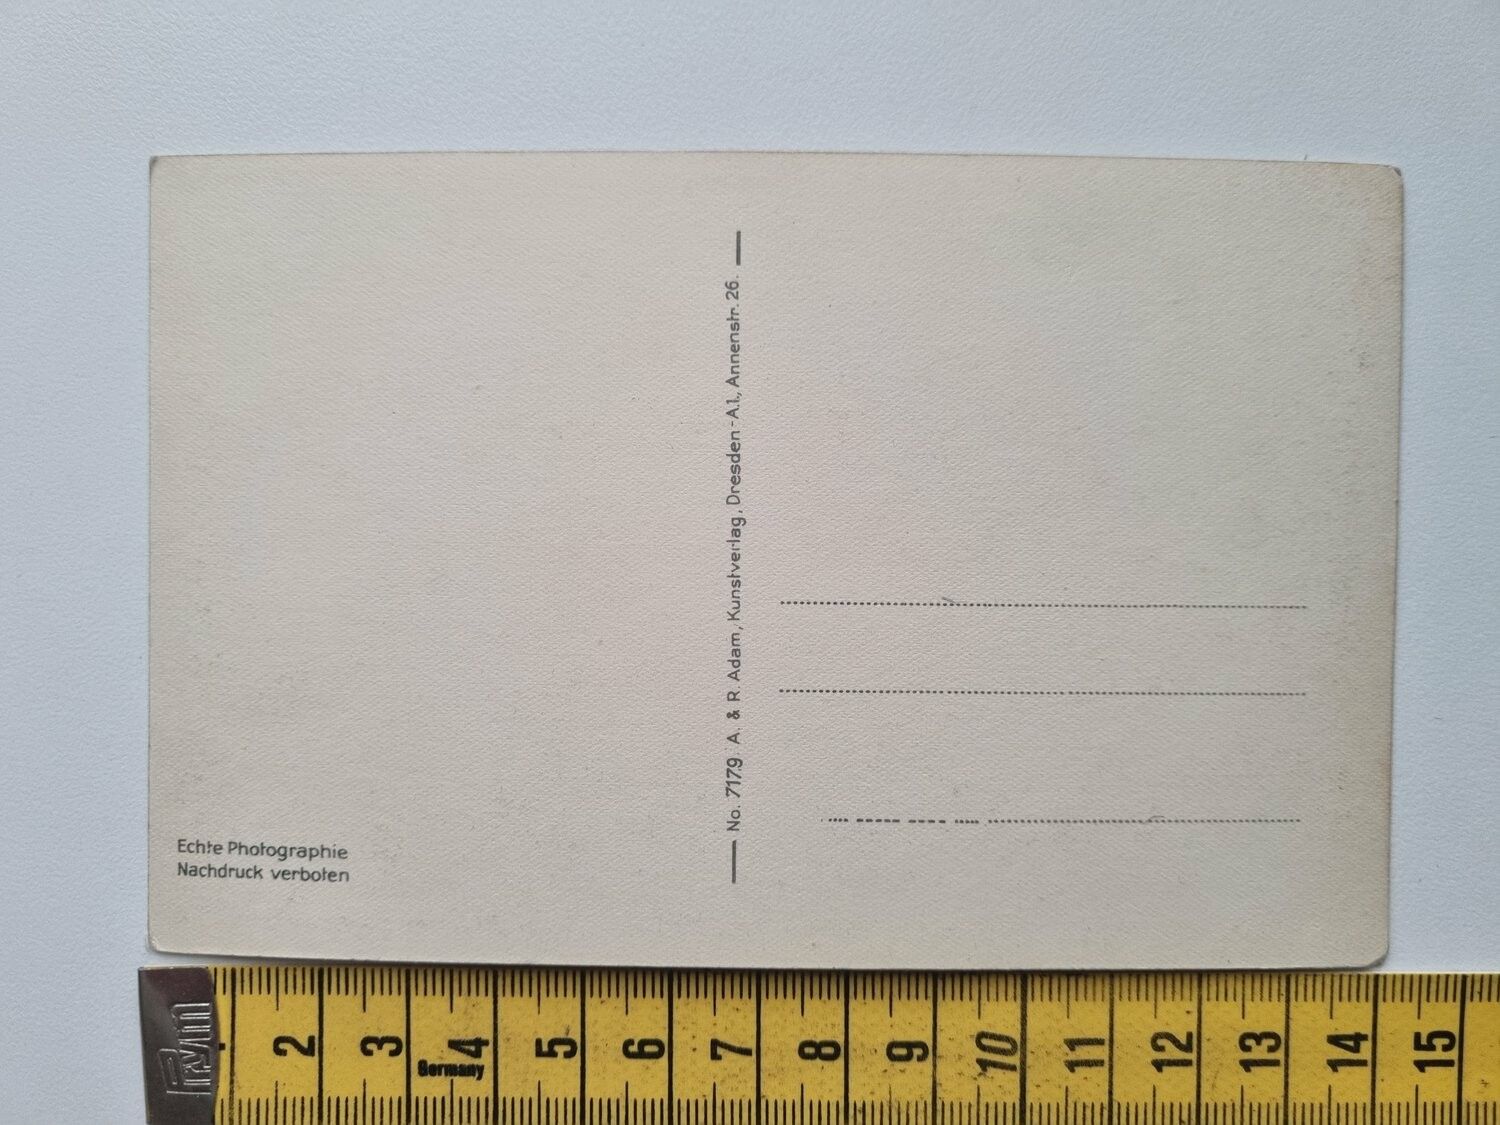 No. 7179. A. & R. Adam, Kunstverlag, Dresden-A.1., Annenstr. 26.
Echte Photographie
Nachdruck verboten
Prym
2 3 4 5 6 7 8 9 10 11 12 13 14 15
Germany